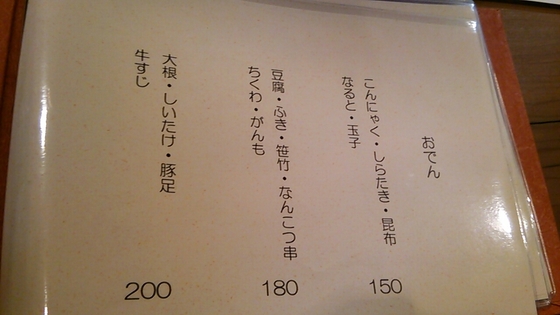 おでん
こんにゃく・しらたき・昆布
なると・玉子
150
豆腐・ふき・笹竹・なんこつ串
ちくわ・がんも
180
大根・しいたけ・豚足
牛すじ
200